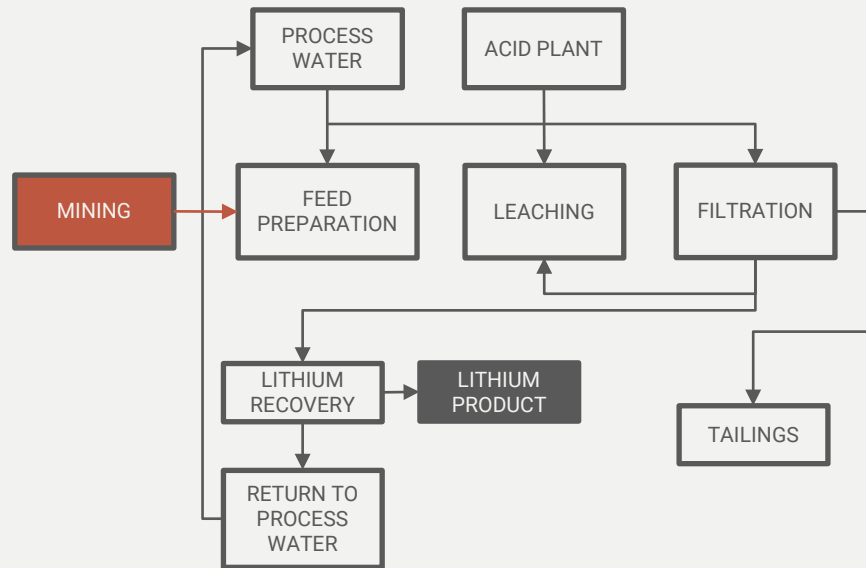 PROCESS
WATER
ACID PLANT
MINING
FEED
PREPARATION
LEACHING
FILTRATION
LITHIUM
RECOVERY
LITHIUM
PRODUCT
TAILINGS
RETURN TO
PROCESS
WATER